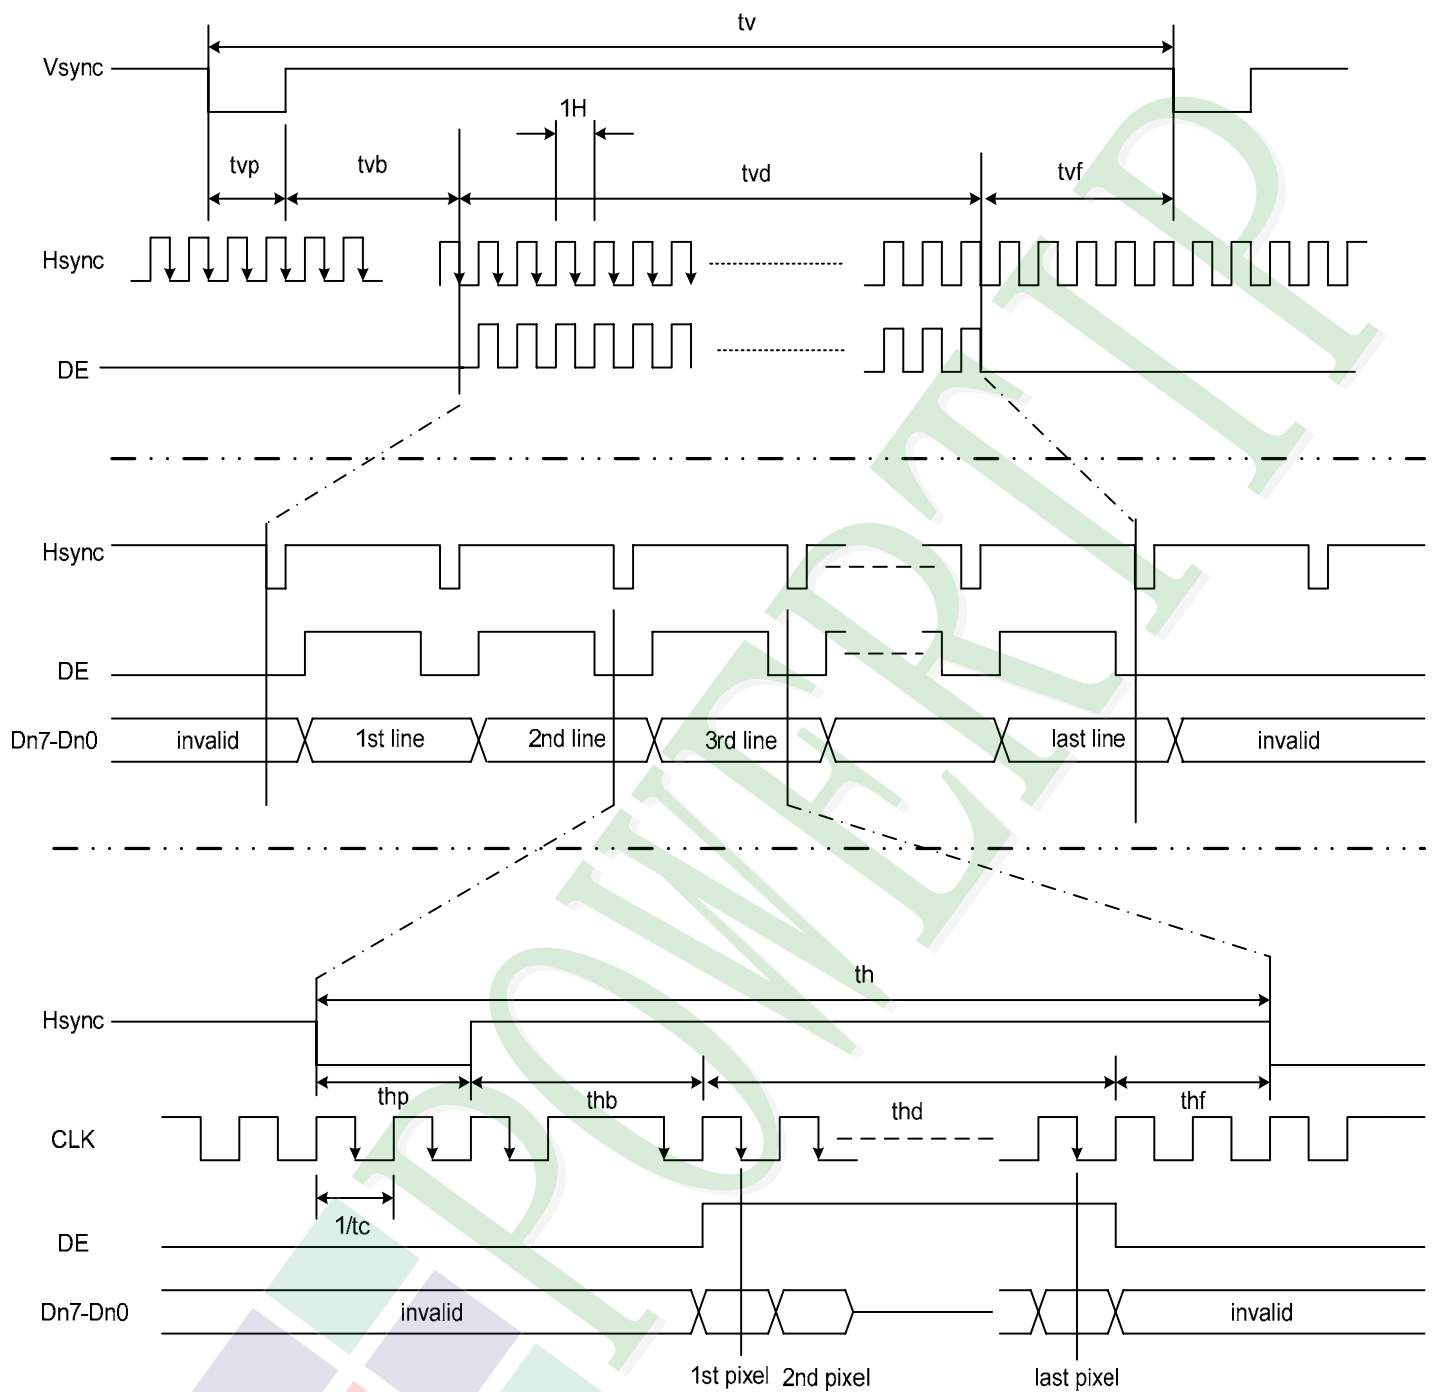 tv
Vsync
1H
tvp
tvb
tvd
tvf
Hsync
DE
Hsync
DE
Dn7-Dn0
invalid
1st line
2nd line
3rd line
last line
invalid
th
Hsync
thp
thb
thd
thf
CLK
1/tc
DE
Dn7-Dn0
invalid
invalid
1st pixel
2nd pixel
last pixel
POWERTIP